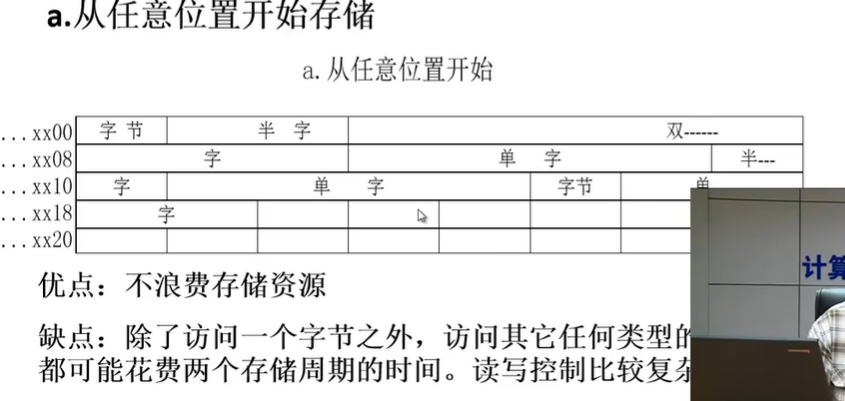 a.从任意位置开始存储
a.从任意位置开始
...xx00 字 节 半 字 双------
...xx08 字 单 字 半---
...xx10 字 单 字 字节 单
...xx18 字
...xx20
优点：不浪费存储资源
缺点：除了访问一个字节之外，访问其它任何类型的
都可能花费两个存储周期的时间。读写控制比较复杂
计算